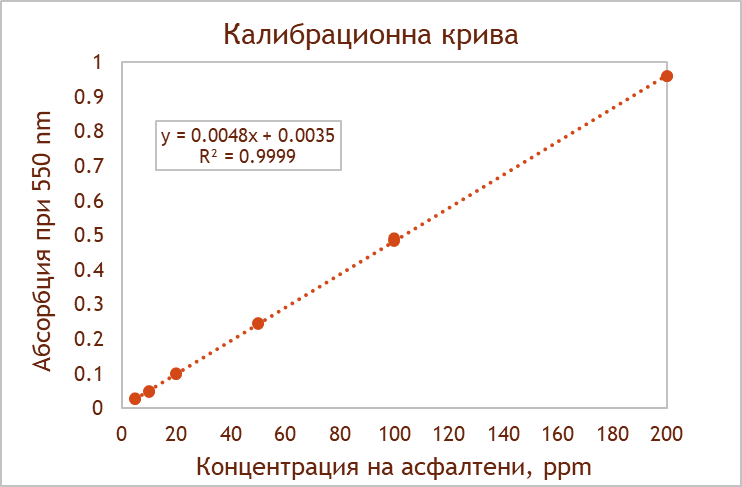 Калибрационна крива
Абсорбция при 550 nm
1
0.9
0.8
0.7
0.6
0.5
0.4
0.3
0.2
0.1
0
y = 0.0048x + 0.0035
R² = 0.9999
0 20 40 60 80 100 120 140 160 180 200
Концентрация на асфалтени, ppm